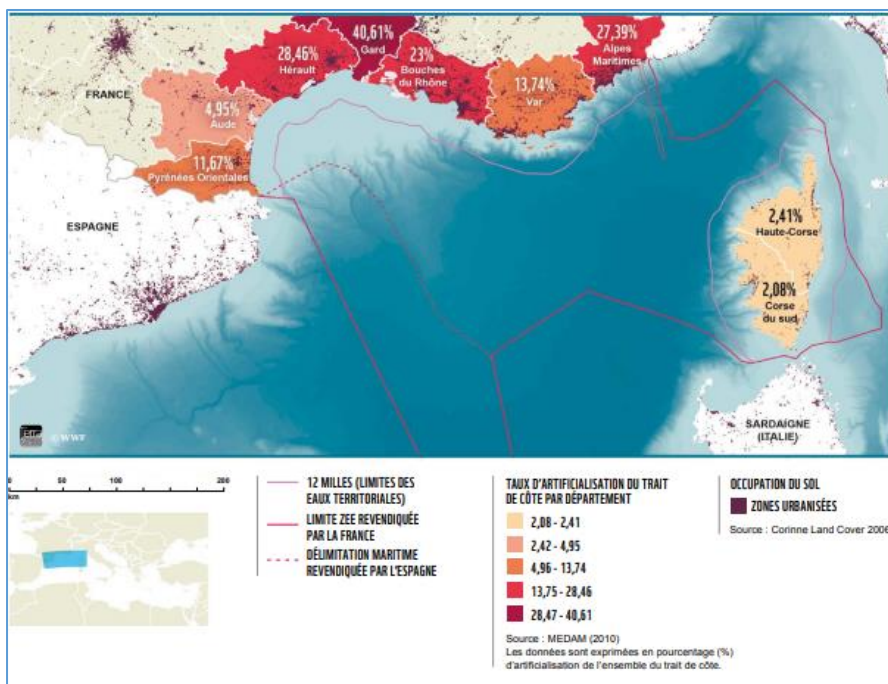 40,61%
Gard
27,39%
Alpes
Maritimes
28,46%
Hérault
23%
Bouches
du Rhône
13,74%
Var
FRANCE
4,95%
Aude
11,67%
Pyrénées Orientales
ESPAGNE
2,41%
Haute-Corse
2,08%
Corse
du sud
SARDAIGNE
(ITALIE)
©WWF
0 50 100 200
km
12 MILLES (LIMITES DES
EAUX TERRITORIALES)
LIMITE ZEE REVENDIQUÉE
PAR LA FRANCE
DÉLIMITATION MARITIME
REVENDIQUÉE PAR L'ESPAGNE
TAUX D'ARTIFICIALISATION DU TRAIT
DE CÔTE PAR DÉPARTEMENT
2,08 - 2,41
2,42 - 4,95
4,96 - 13,74
13,75 - 28,46
28,47 - 40,61
Source : MEDAM (2010)
Les données sont exprimées en pourcentage (%)
d'artificialisation de l'ensemble du trait de côte.
OCCUPATION DU SOL
ZONES URBANISÉES
Source : Corinne Land Cover 2006